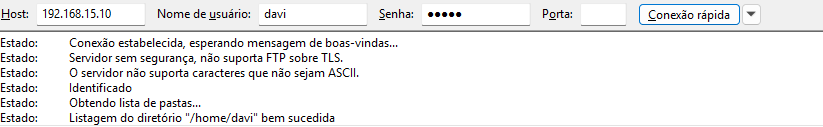 Host: 192.168.15.10 Nome de usuário: davi Senha: ●●●●● Porta: Conexão rápida
Estado: Conexão estabelecida, esperando mensagem de boas-vindas...
Estado: Servidor sem segurança, não suporta FTP sobre TLS.
Estado: O servidor não suporta caracteres que não sejam ASCII.
Estado: Identificado
Estado: Obtendo lista de pastas...
Estado: Listagem do diretório "/home/davi" bem sucedida